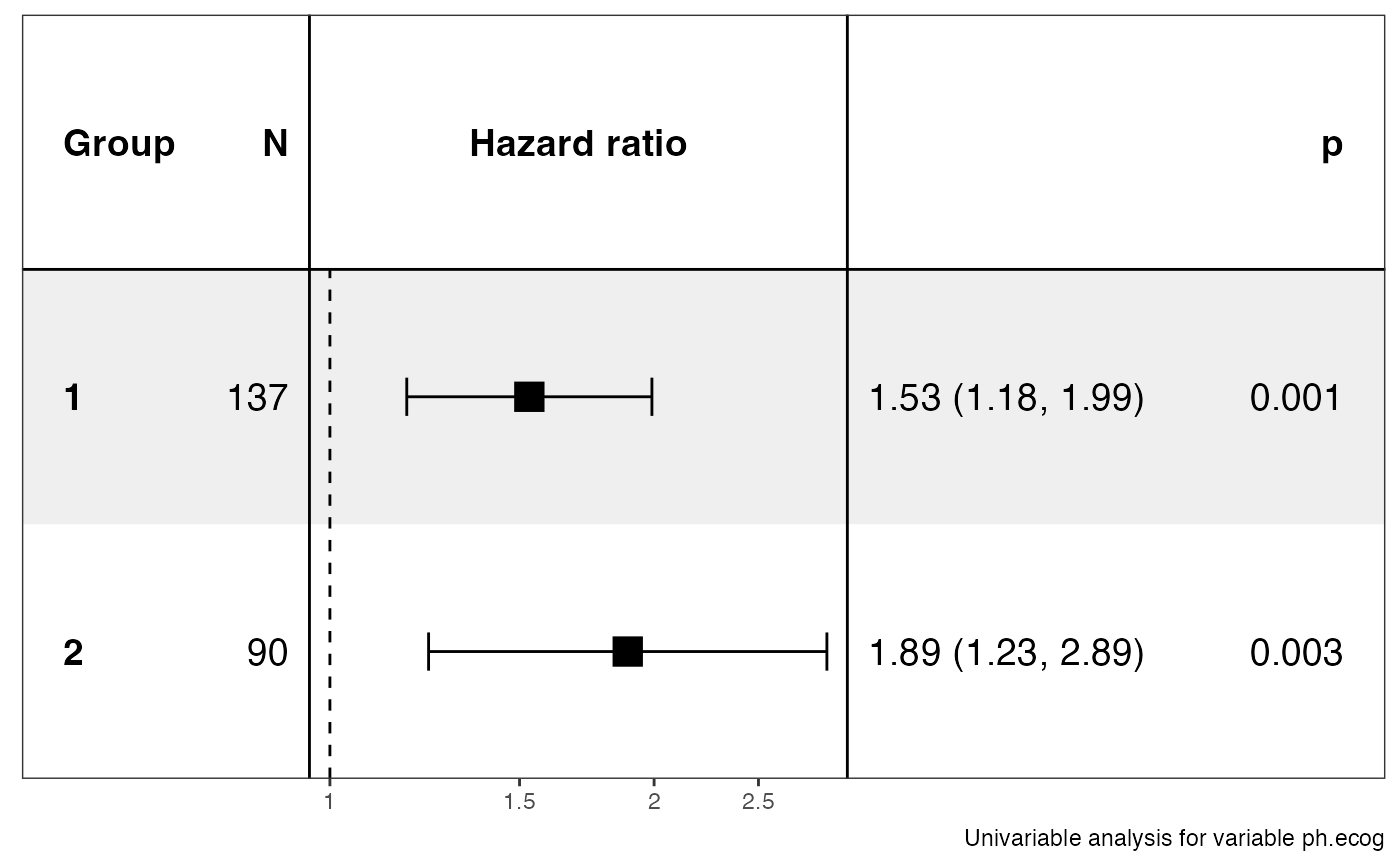 Group N Hazard ratio p
1 137 1.53 (1.18, 1.99) 0.001
2 90 1.89 (1.23, 2.89) 0.003
1 1.5 2 2.5
Univariable analysis for variable ph.ecog